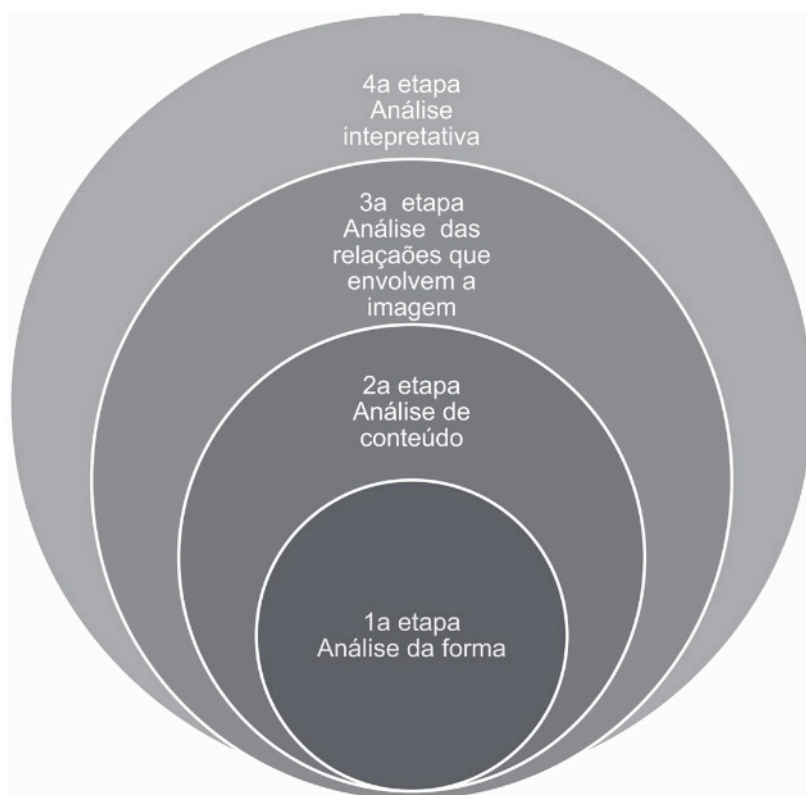 4a etapa
Análise
intepretativa
3a etapa
Análise das
relaçaões que
envolvem a
imagem
2a etapa
Análise de
conteúdo
1a etapa
Análise da forma